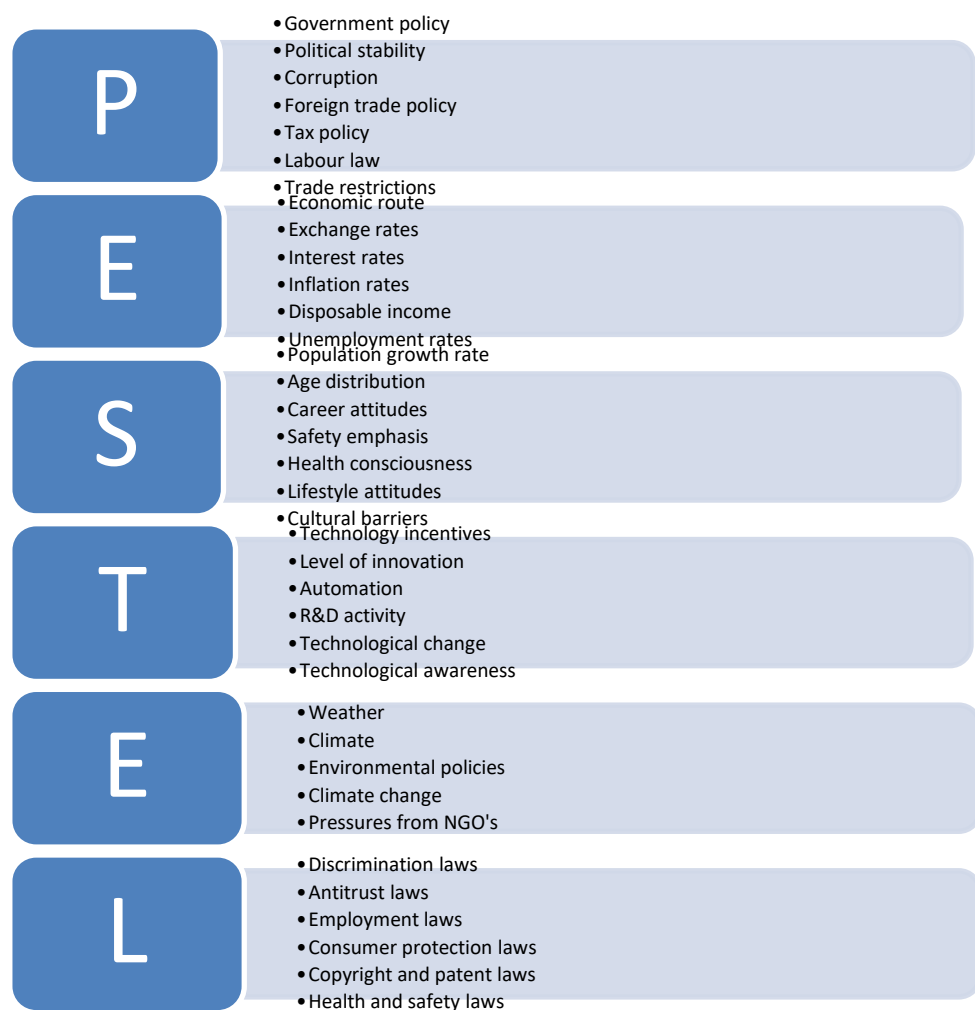 P
•Government policy
•Political stability
•Corruption
•Foreign trade policy
•Tax policy
•Labour law
•Trade restrictions
E
•Economic route
•Exchange rates
•Interest rates
•Inflation rates
•Disposable income
•Unemployment rates
S
•Population growth rate
•Age distribution
•Career attitudes
•Safety emphasis
•Health consciousness
•Lifestyle attitudes
•Cultural barriers
T
•Technology incentives
•Level of innovation
•Automation
•R&D activity
•Technological change
•Technological awareness
E
•Weather
•Climate
•Environmental policies
•Climate change
•Pressures from NGO's
L
•Discrimination laws
•Antitrust laws
•Employment laws
•Consumer protection laws
•Copyright and patent laws
•Health and safety laws